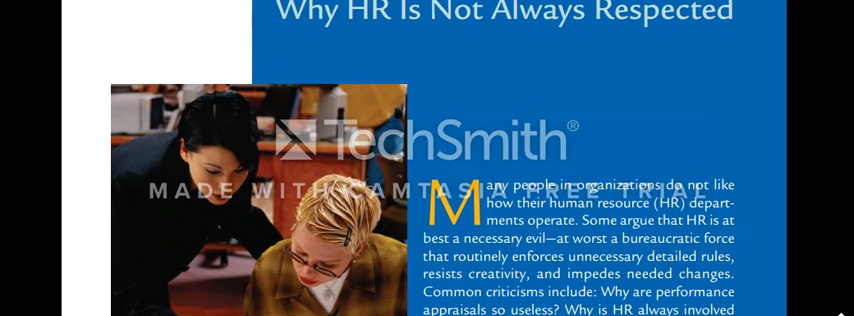 Why HR Is Not Always Respected
TechSmith®
MADE WITH CAMTASIA FREE TRIAL
Many people in organizations do not like
how their human resource (HR) depart-
ments operate. Some argue that HR is at
best a necessary evil—at worst a bureaucratic force
that routinely enforces unnecessary detailed rules,
resists creativity, and impedes needed changes.
Common criticisms include: Why are performance
appraisals so useless? Why is HR always involved